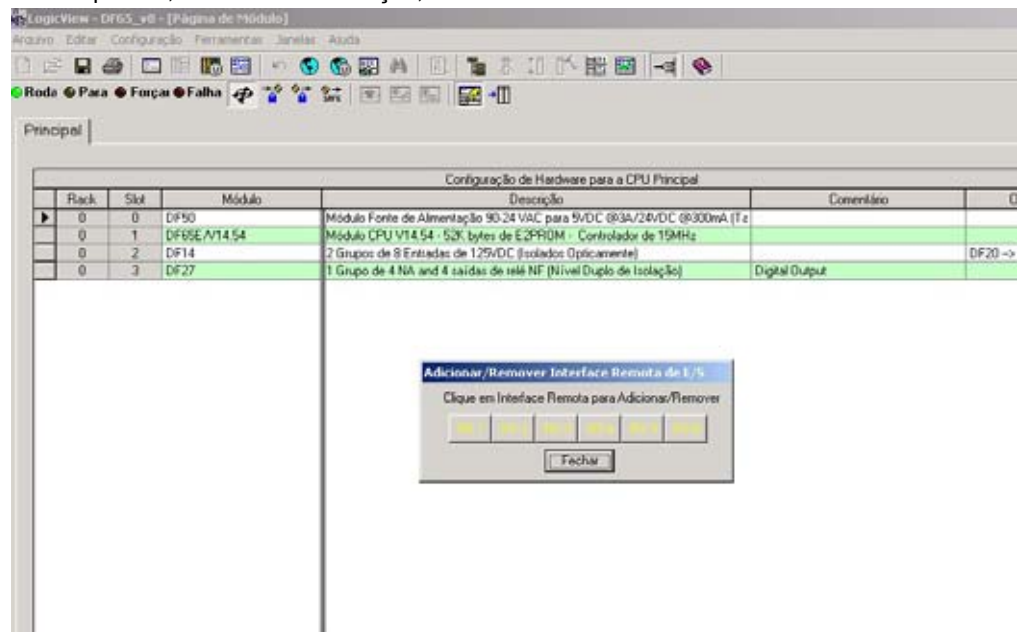 LogicView - DF65_v8 - [Página de Módulo]
Arquivo Editar Configuração Ferramentas Janelas Ajuda
Roda Para Forçar Falha
Principal
Configuração de Hardware para a CPU Principal
Rack Slot Módulo Descrição Comentário
0 0 DF50 Módulo Fonte de Alimentação 90-24 VAC para 5VDC @3A/24VDC @300mA
0 1 DF65E/V14.54 Módulo CPU V14.54 - 52K bytes de E2PROM - Controlador de 15MHz
0 2 DF14 2 Grupos de 8 Entradas de 125VDC (Isolados Opticamente) DF20 ->
0 3 DF27 1 Grupo de 4 NA and 4 saídas de relé NF (Nível Duplo de Isolação) Digital Output
Adicionar/Remover Interface Remota de E/S
Clique em Interface Remota para Adicionar/Remover
Fechar